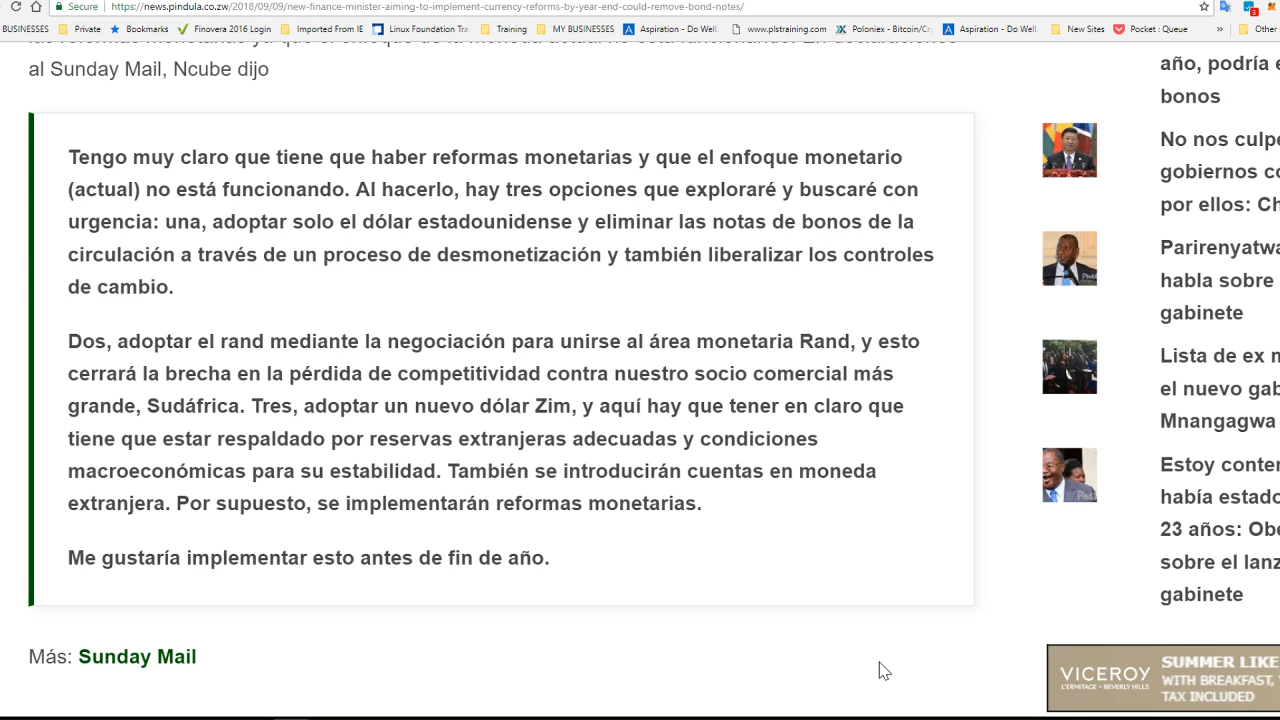 Secure
https://news.pindula.co.zw/2018/09/09/new-finance-minister-aiming-to-implement-currency-reforms-by-year-end-could-remove-bond-notes/
BUSINESSES Private Bookmarks Finovera 2016 Login Imported From IE Linux Foundation Tra Training MY BUSINESSES Aspiration - Do Well. www.plstraining.com Poloniex - Bitcoin/Cry Aspiration - Do Well. New Sites Pocket : Queue » Other
al Sunday Mail, Ncube dijo
Tengo muy claro que tiene que haber reformas monetarias y que el enfoque monetario
(actual) no está funcionando. Al hacerlo, hay tres opciones que exploraré y buscaré con
urgencia: una, adoptar solo el dólar estadounidense y eliminar las notas de bonos de la
circulación a través de un proceso de desmonetización y también liberalizar los controles
de cambio.
Dos, adoptar el rand mediante la negociación para unirse al área monetaria Rand, y esto
cerrará la brecha en la pérdida de competitividad contra nuestro socio comercial más
grande, Sudáfrica. Tres, adoptar un nuevo dólar Zim, y aquí hay que tener en claro que
tiene que estar respaldado por reservas extranjeras adecuadas y condiciones
macroeconómicas para su estabilidad. También se introducirán cuentas en moneda
extranjera. Por supuesto, se implementarán reformas monetarias.
Me gustaría implementar esto antes de fin de año.
Más: Sunday Mail
año, podría e
bonos
No nos culpe
gobiernos co
por ellos: Ch
Parirenyatwa
habla sobre
gabinete
Lista de ex m
el nuevo gab
Mnangagwa
Estoy conten
había estado
23 años: Obe
sobre el lanz
gabinete
VICEROY
L'ERMITAGE • BEVERLY HILLS
SUMMER LIKE
WITH BREAKFAST,
TAX INCLUDED